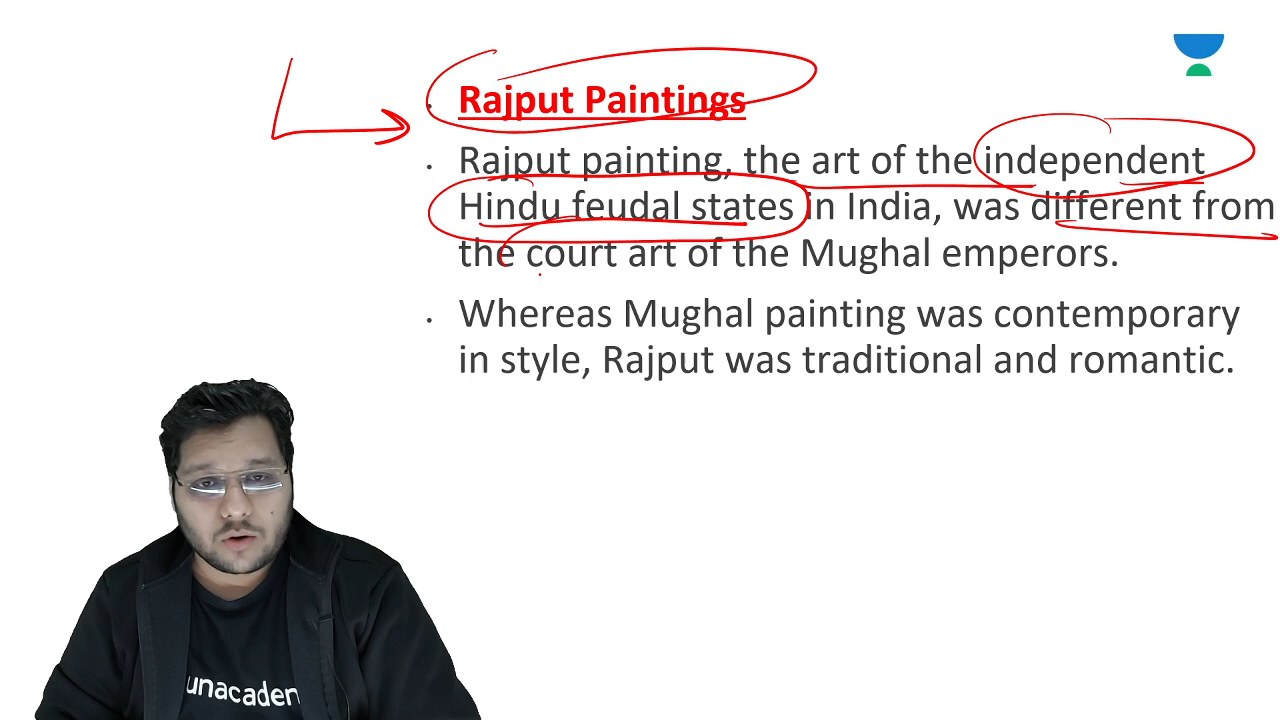 Rajput Paintings
Rajput painting, the art of the independent
Hindu feudal states in India, was different from
the court art of the Mughal emperors.
Whereas Mughal painting was contemporary
in style, Rajput was traditional and romantic.
unacaden